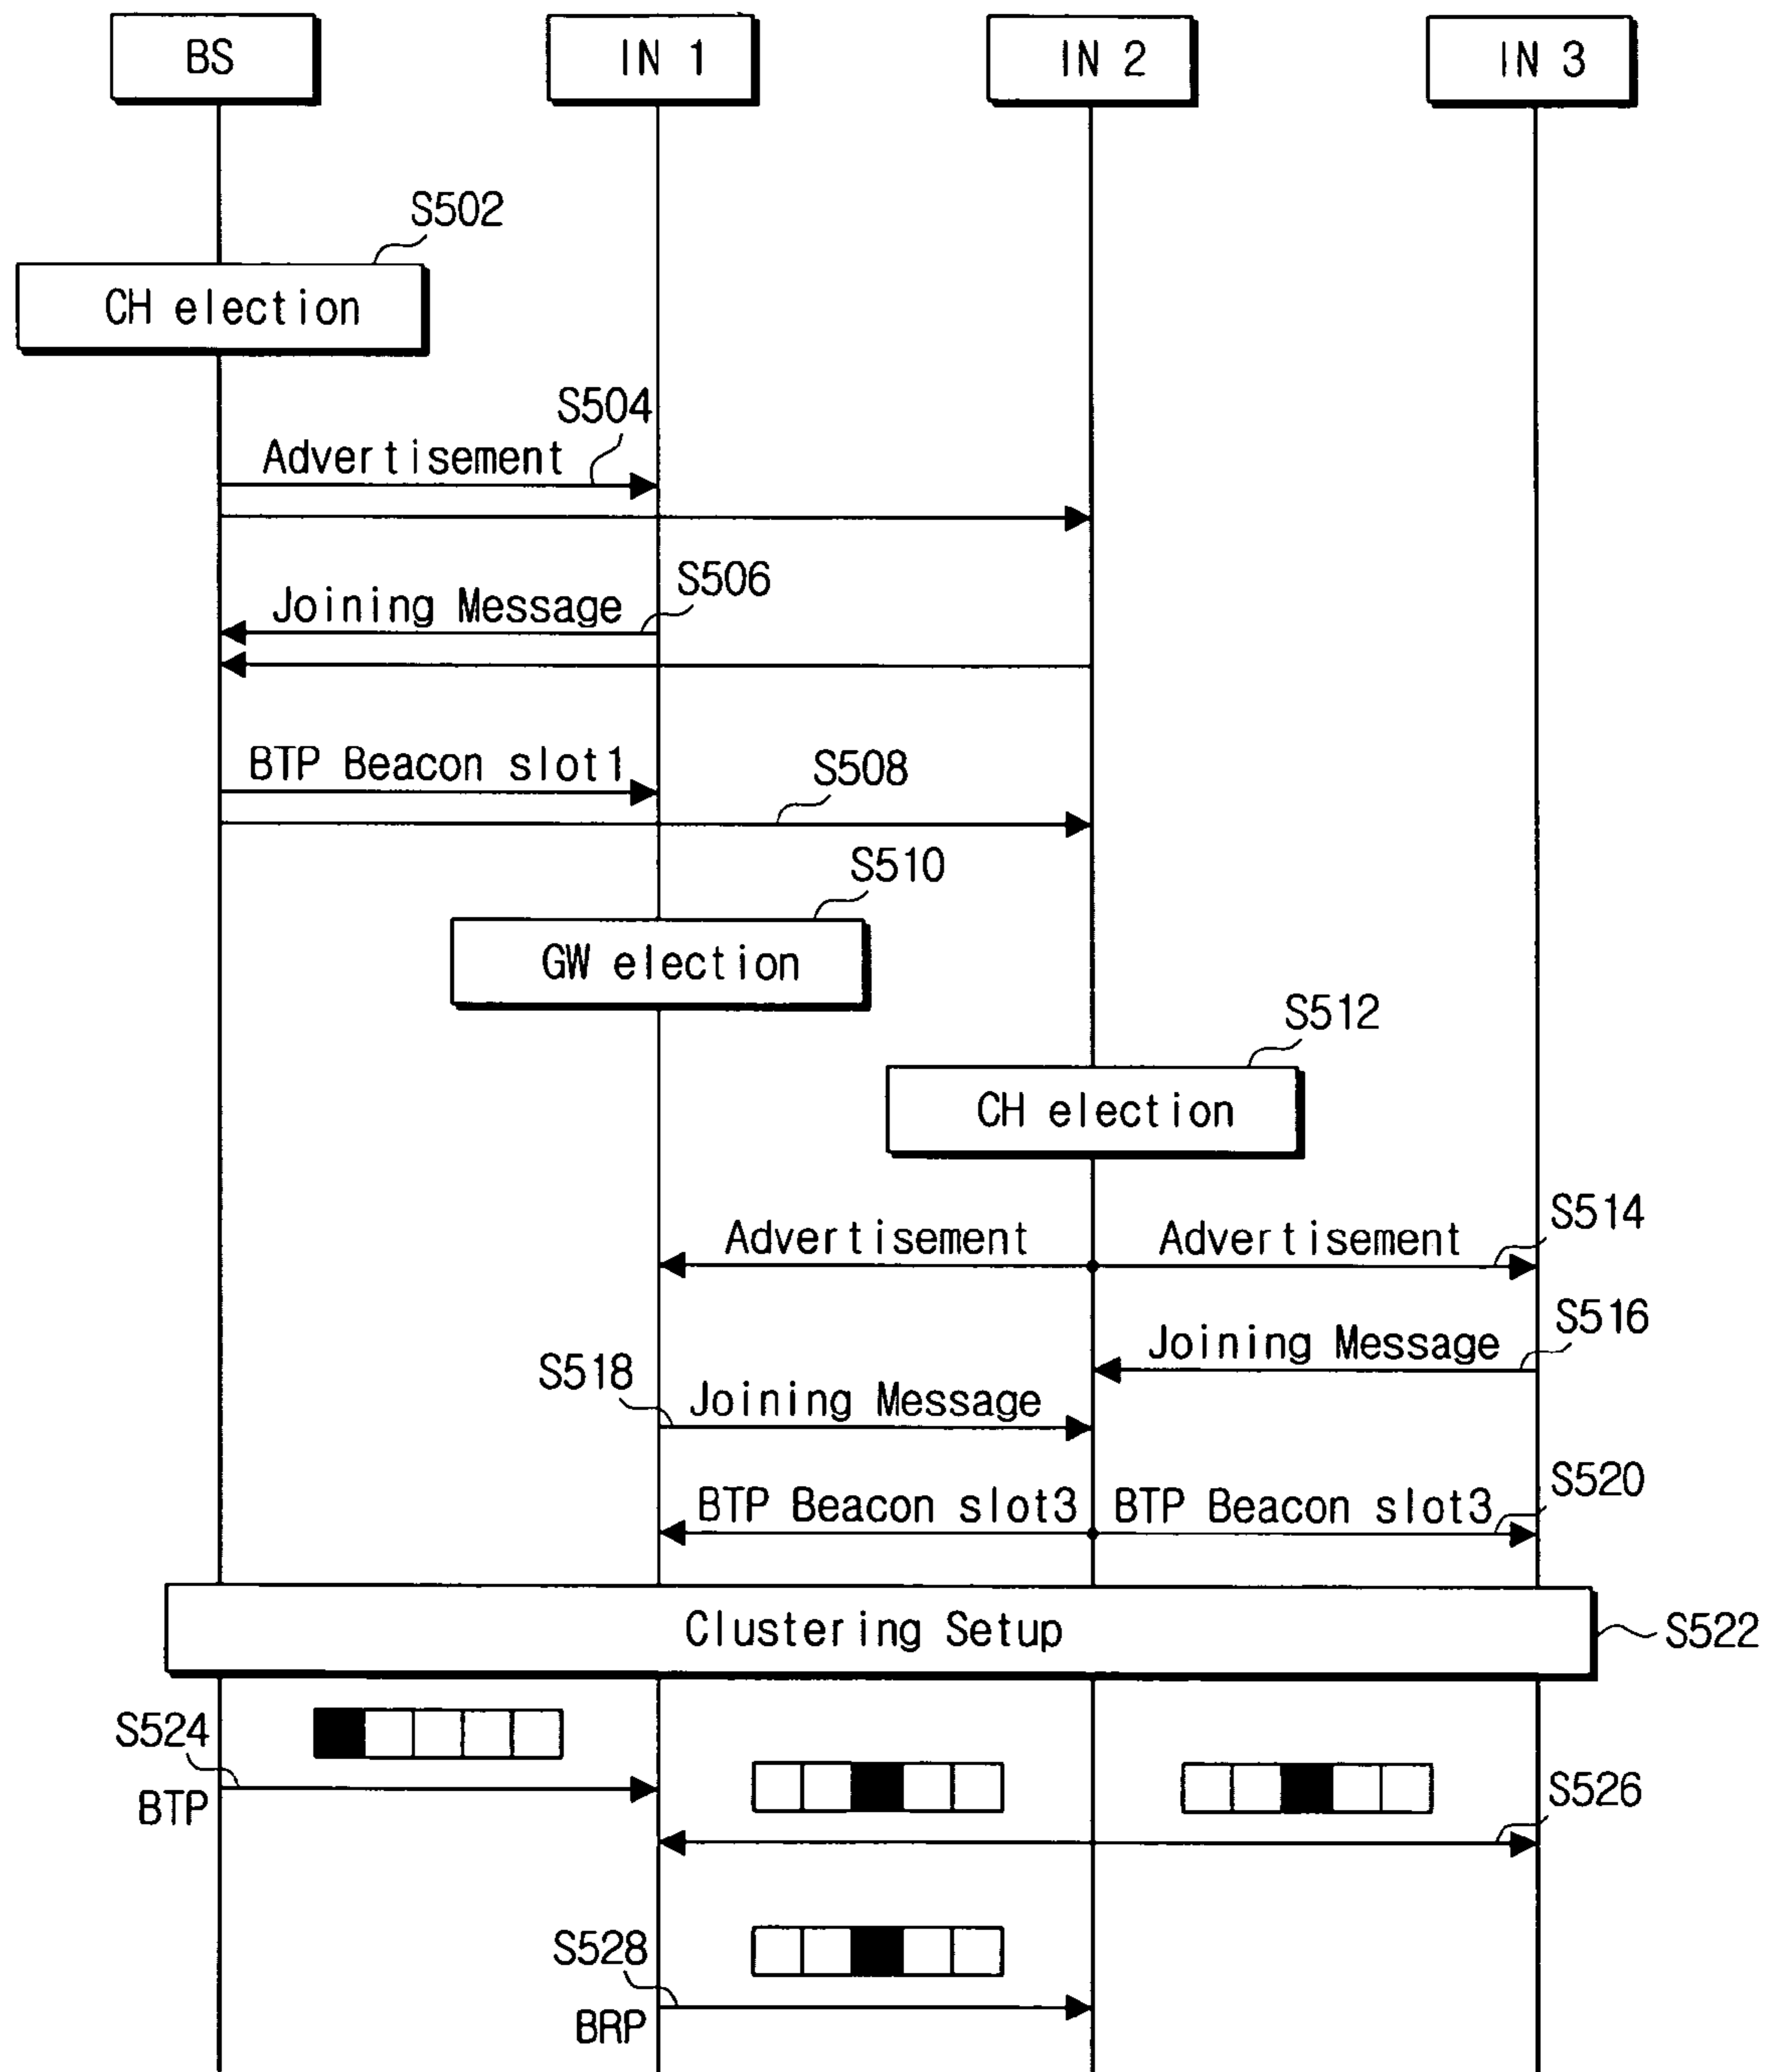 BS
IN 1
IN 2
IN 3
S502
CH election
S504
Advertisement
S506
Joining Message
BTP Beacon slot1
S508
S510
GW election
S512
CH election
S514
Advertisement
Advertisement
S516
Joining Message
S518
Joining Message
S520
BTP Beacon slot3
BTP Beacon slot3
Clustering Setup
S522
S524
BTP
S526
S528
BRP